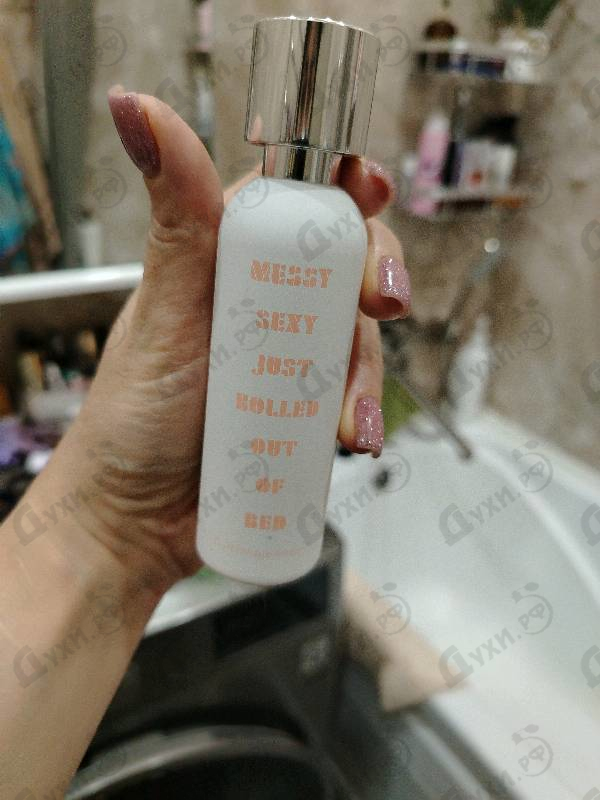 MESSY
SEXY
JUST
ROLLED
OUT
OF
BED
Духи.РФ